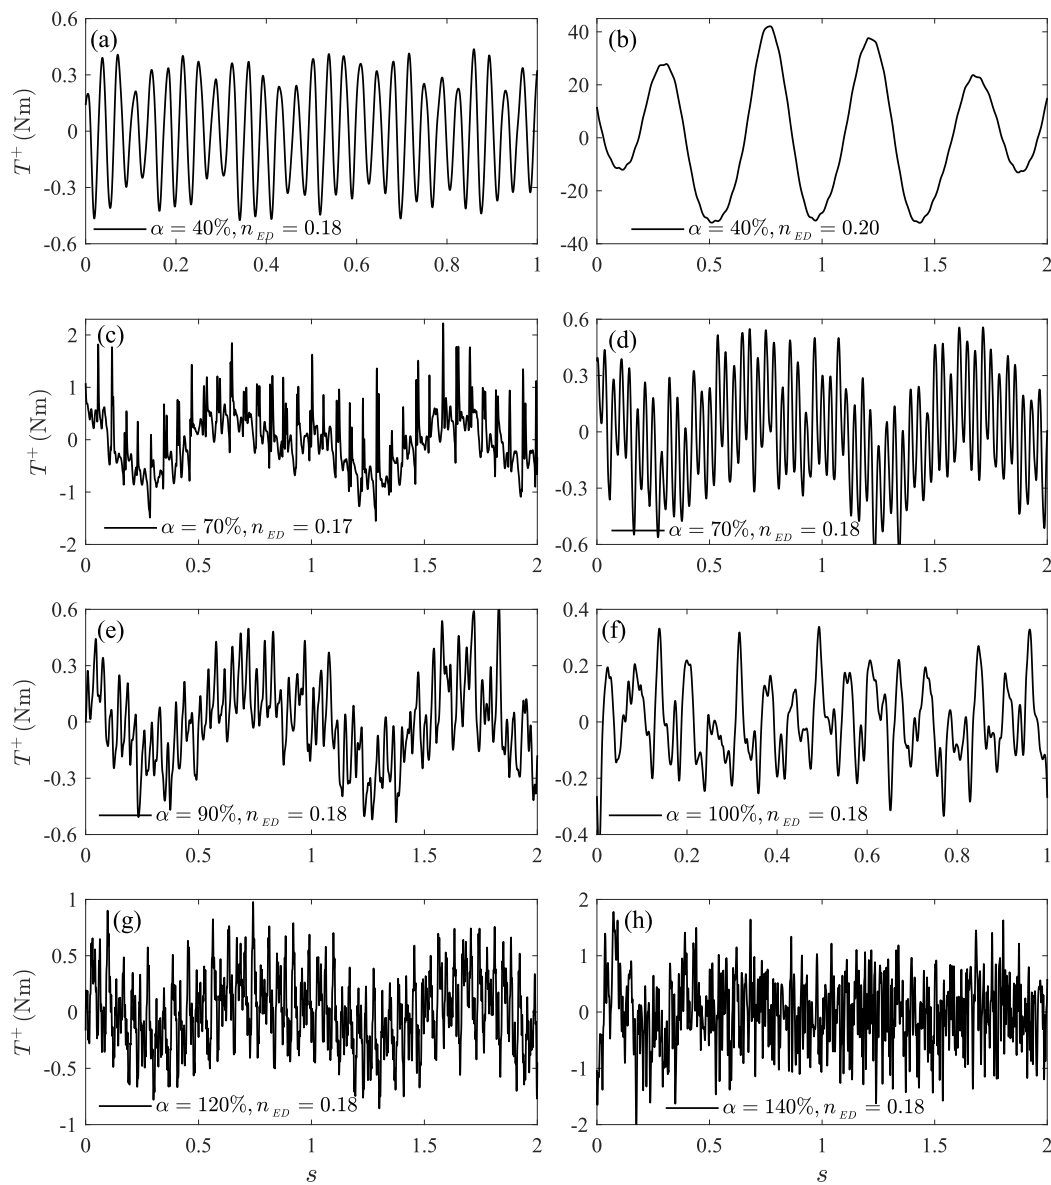 (a)
0.6
0.3
0
-0.3
-0.6
T⁺ (Nm)
α = 40%, n_ED = 0.18
0 0.2 0.4 0.6 0.8 1
(b)
40
20
0
-20
-40
α = 40%, n_ED = 0.20
0 0.5 1 1.5 2
(c)
2
1
0
-1
-2
T⁺ (Nm)
α = 70%, n_ED = 0.17
0 0.5 1 1.5 2
(d)
0.6
0.3
0
-0.3
-0.6
α = 70%, n_ED = 0.18
0 0.5 1 1.5 2
(e)
0.6
0.3
0
-0.3
-0.6
T⁺ (Nm)
α = 90%, n_ED = 0.18
0 0.5 1 1.5 2
(f)
0.4
0.2
0
-0.2
-0.4
α = 100%, n_ED = 0.18
0 0.2 0.4 0.6 0.8 1
(g)
1
0.5
0
-0.5
-1
T⁺ (Nm)
α = 120%, n_ED = 0.18
0 0.5 1 1.5 2
s
(h)
2
1
0
-1
-2
α = 140%, n_ED = 0.18
0 0.5 1 1.5 2
s